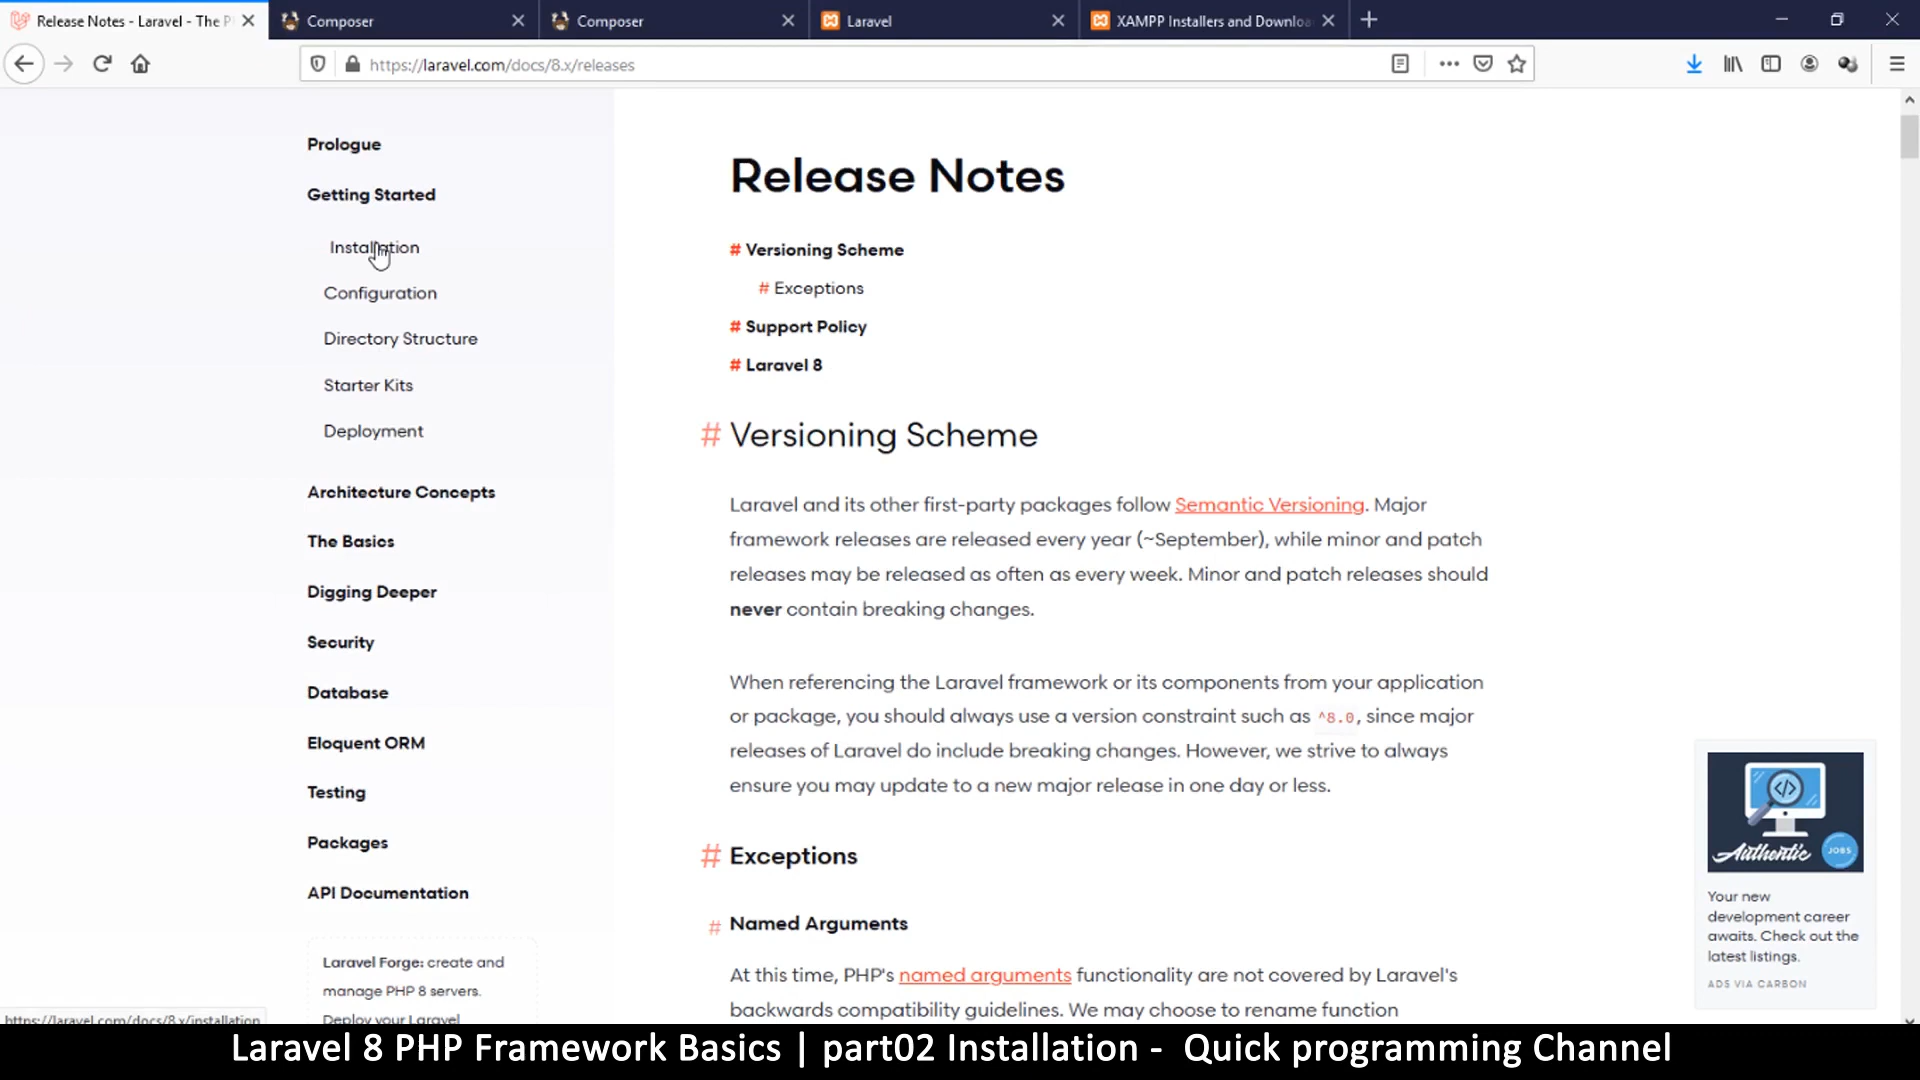 Release Notes - Laravel - The P
Composer
Composer
Laravel
XAMPP Installers and Downloa
https://laravel.com/docs/8.x/releases
Prologue
Getting Started
Installation
Configuration
Directory Structure
Starter Kits
Deployment
Architecture Concepts
The Basics
Digging Deeper
Security
Database
Eloquent ORM
Testing
Packages
API Documentation
Laravel Forge: create and
manage PHP 8 servers.
Deploy your Laravel
Release Notes
# Versioning Scheme
# Exceptions
# Support Policy
# Laravel 8
# Versioning Scheme
Laravel and its other first-party packages follow Semantic Versioning. Major
framework releases are released every year (~September), while minor and patch
releases may be released as often as every week. Minor and patch releases should
never contain breaking changes.
When referencing the Laravel framework or its components from your application
or package, you should always use a version constraint such as ^8.0, since major
releases of Laravel do include breaking changes. However, we strive to always
ensure you may update to a new major release in one day or less.
# Exceptions
# Named Arguments
At this time, PHP's named arguments functionality are not covered by Laravel's
backwards compatibility guidelines. We may choose to rename function
Authentic
JOBS
Your new
development career
awaits. Check out the
latest listings.
ADS VIA CARBON
https://laravel.com/docs/8.x/installation
Laravel 8 PHP Framework Basics | part02 Installation - Quick programming Channel